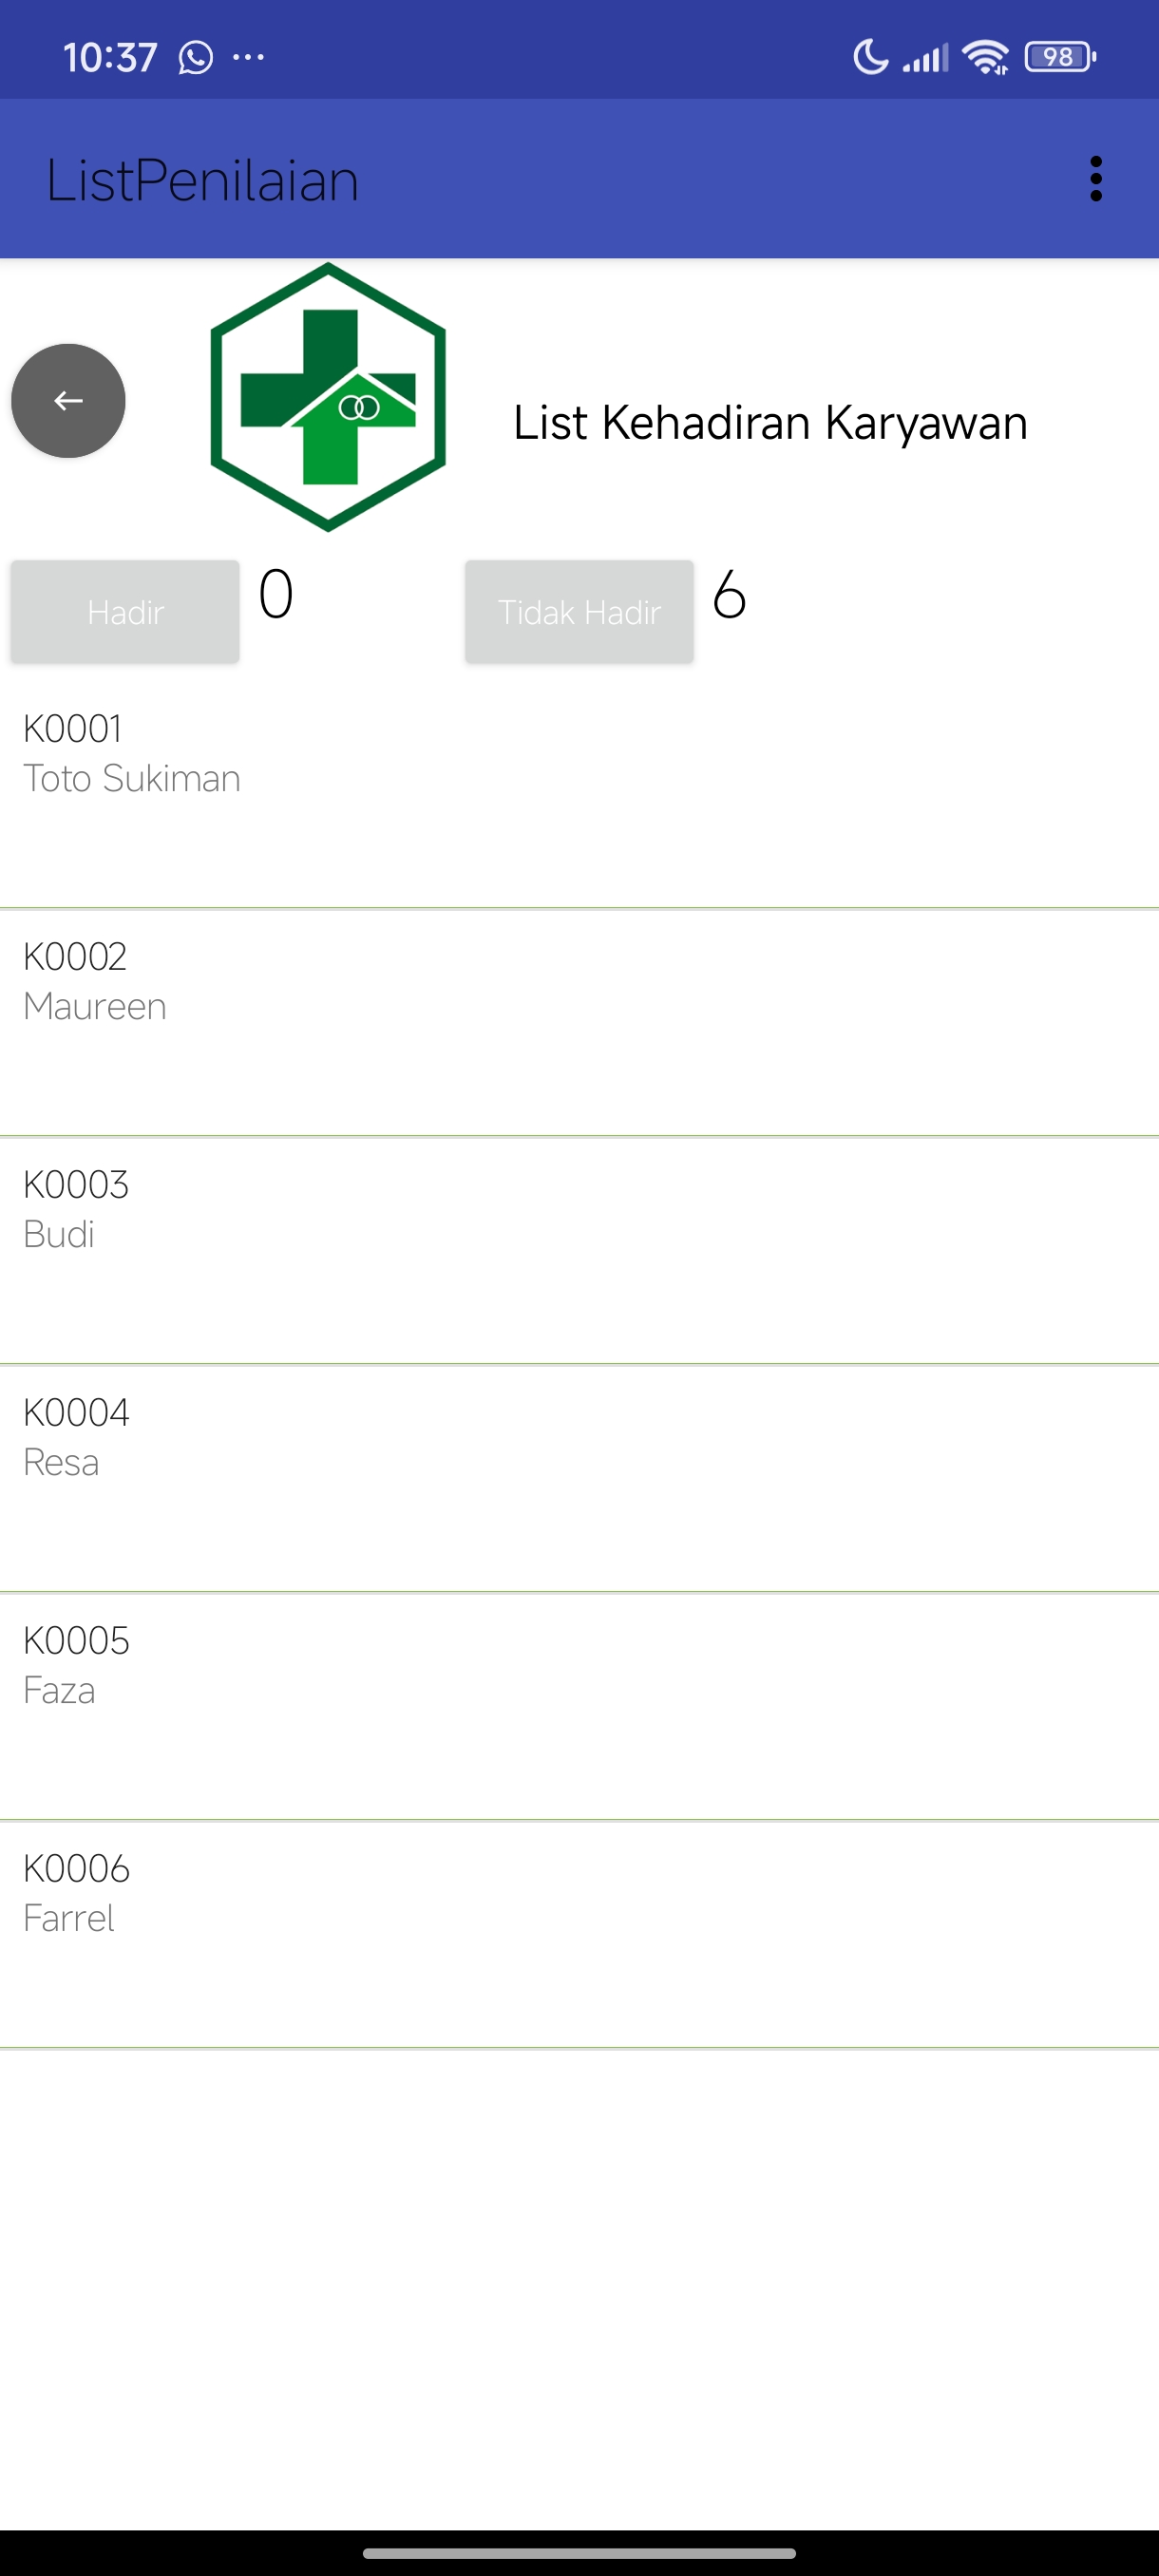 10:37
98
ListPenilaian
List Kehadiran Karyawan
Hadir 0 Tidak Hadir 6
K0001
Toto Sukiman
K0002
Maureen
K0003
Budi
K0004
Resa
K0005
Faza
K0006
Farrel